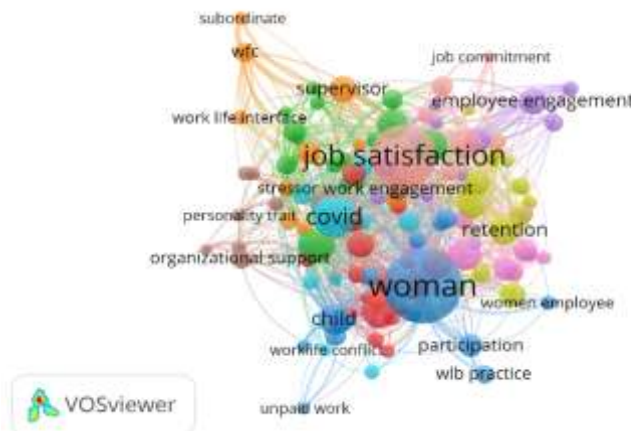 subordinate
wfc
job commitment
supervisor
employee engagement
work life interface
job satisfaction
stressor work engagement
personality trait
covid
retention
organizational support
woman
women employee
child
participation
worklife conflict
wlb practice
unpaid work
VOSviewer